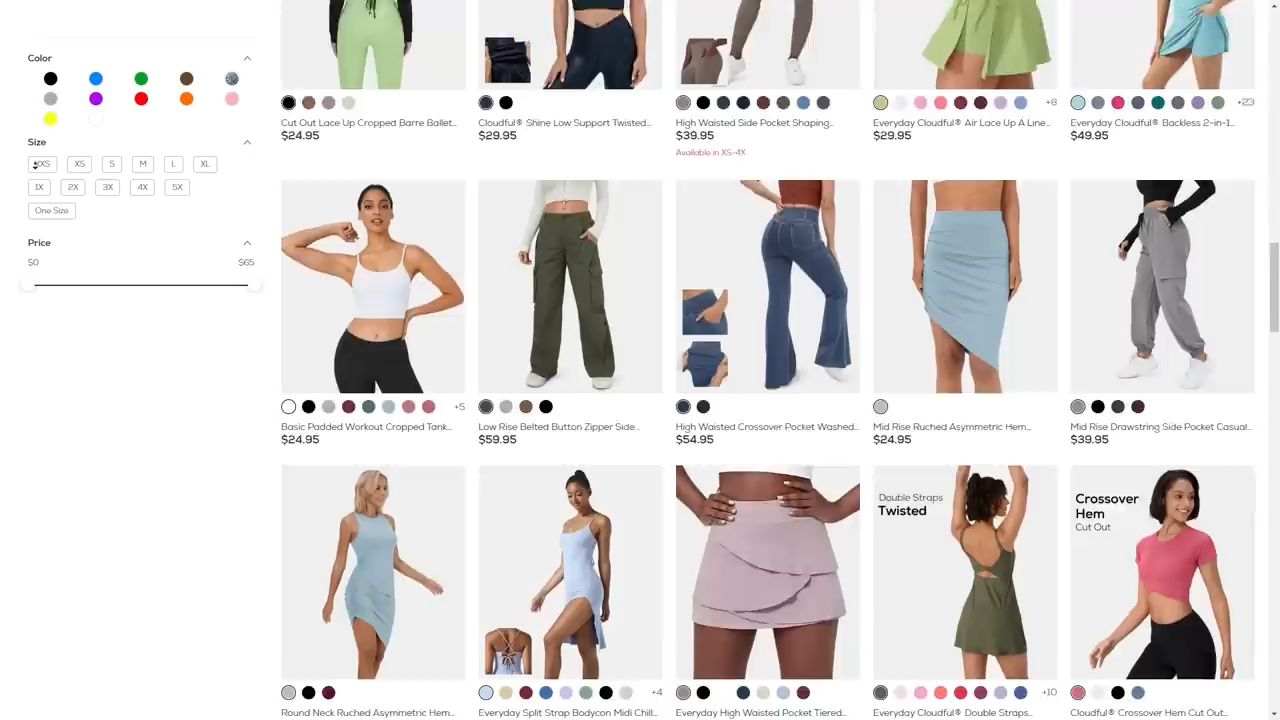 Color
Size
XS
XS
S
M
L
XL
1X
2X
3X
4X
5X
One Size
Price
$0
$65
+8
+23
Cut Out Lace Up Cropped Barre Ballet...
Cloudful® Shine Low Support Twisted...
High Waisted Side Pocket Shaping...
Everyday Cloudful® Air Lace Up A Line...
Everyday Cloudful® Backless 2-in-1...
$24.95
$29.95
$39.95
$29.95
$49.95
Available in XS-4X
+5
Basic Padded Workout Cropped Tank...
Low Rise Belted Button Zipper Side...
High Waisted Crossover Pocket Washed...
Mid Rise Ruched Asymmetric Hem...
Mid Rise Drawstring Side Pocket Casual...
$24.95
$59.95
$54.95
$24.95
$39.95
Double Straps
Twisted
Crossover
Hem
Cut Out
+4
+10
Round Neck Ruched Asymmetric Hem...
Everyday Split Strap Bodycon Midi Chill...
Everyday High Waisted Pocket Tiered...
Everyday Cloudful® Double Straps...
Cloudful® Crossover Hem Cut Out...